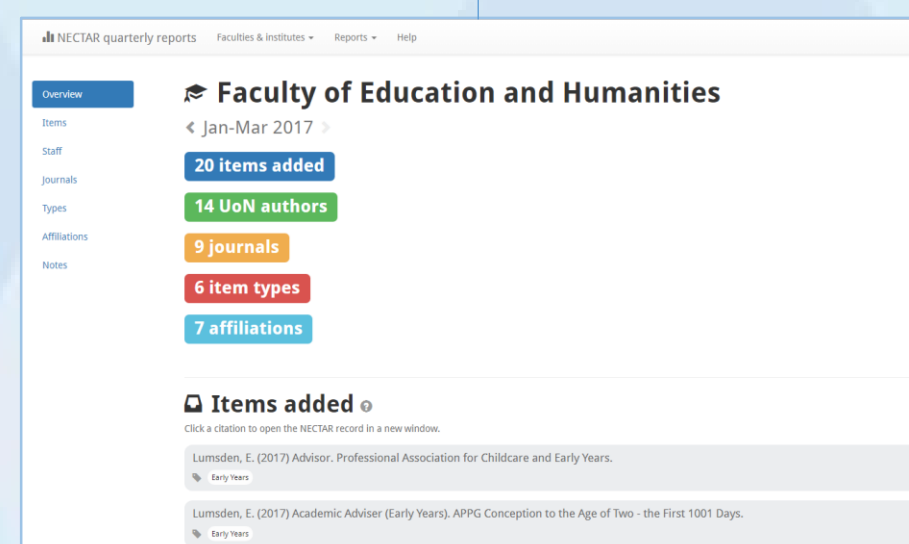 NECTAR quarterly reports Faculties & institutes Reports Help
Overview
Items
Staff
Journals
Types
Affiliations
Notes
Faculty of Education and Humanities
Jan-Mar 2017
20 items added
14 UoN authors
9 journals
6 item types
7 affiliations
Items added ?
Click a citation to open the NECTAR record in a new window.
Lumsden, E. (2017) Advisor. Professional Association for Childcare and Early Years.
Early Years
Lumsden, E. (2017) Academic Adviser (Early Years). APPG Conception to the Age of Two - the First 1001 Days.
Early Years